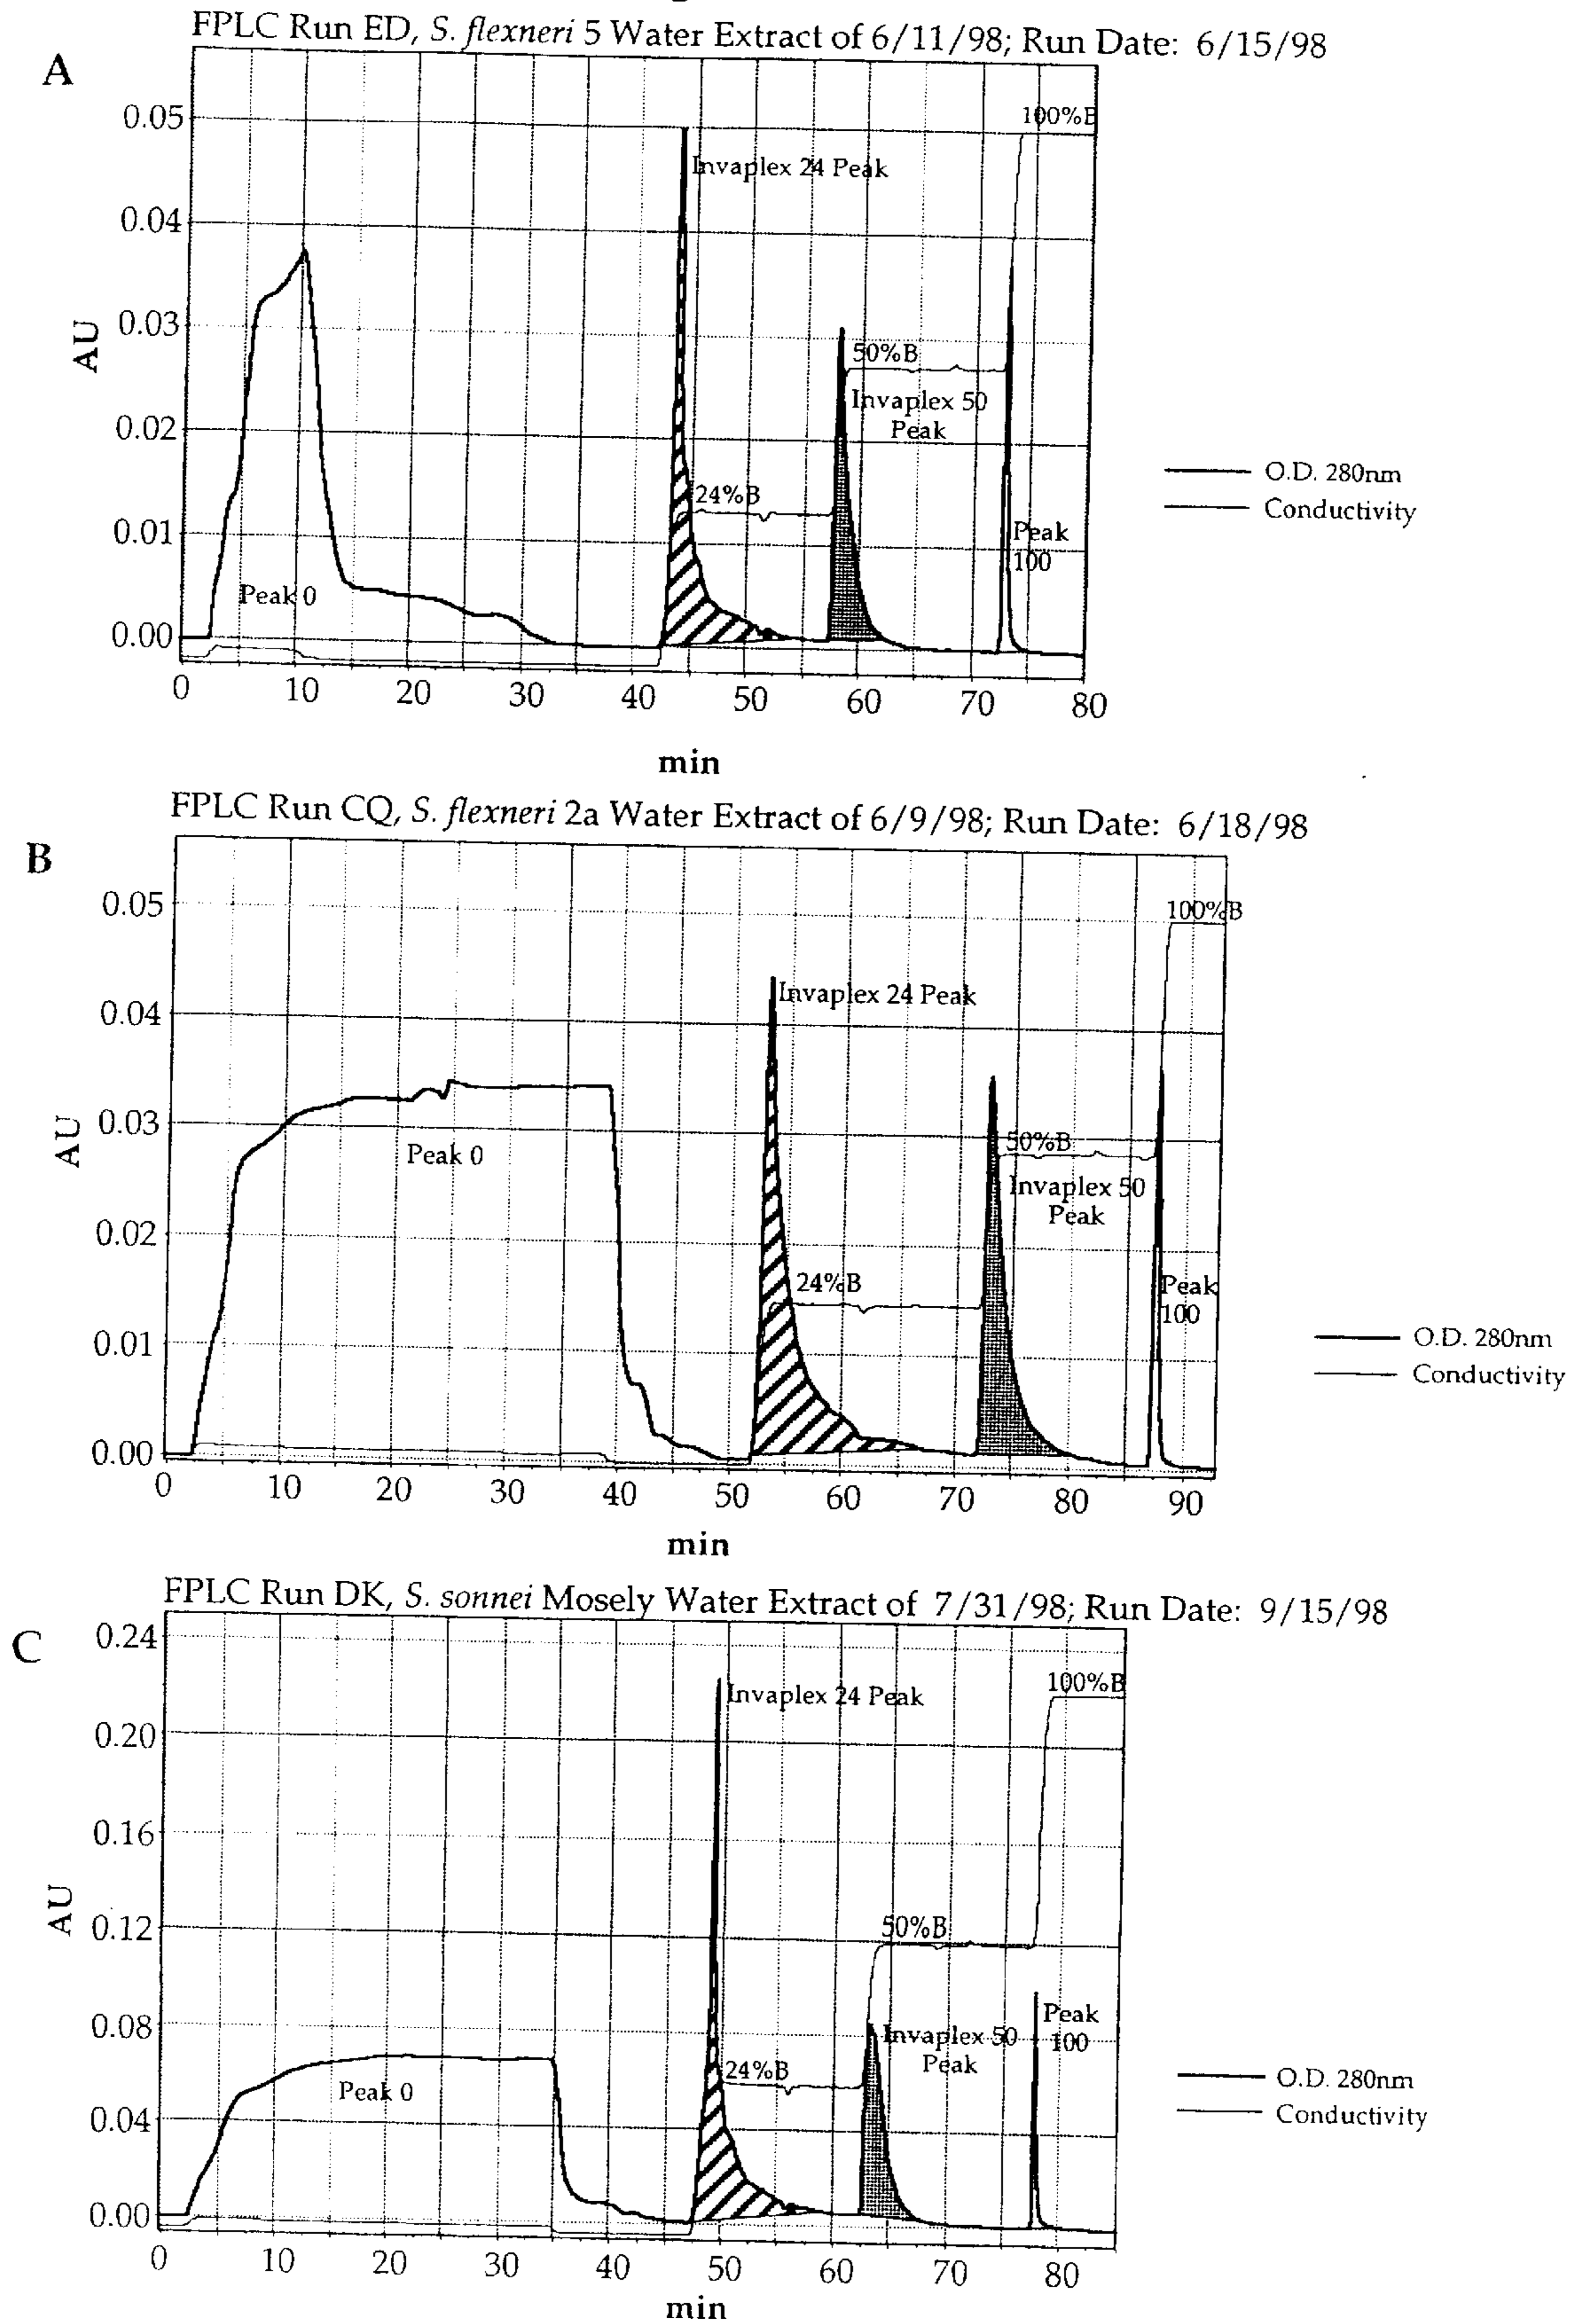 FPLC Run ED, S. flexneri 5 Water Extract of 6/11/98; Run Date: 6/15/98
A
100%B
0.05
Invaplex 24 Peak
0.04
0.03
AU
50%B
Invaplex 50
Peak
0.02
24%B
O.D. 280nm
Conductivity
0.01
Peak
100
Peak 0
0.00
0 10 20 30 40 50 60 70 80
min
FPLC Run CQ, S. flexneri 2a Water Extract of 6/9/98; Run Date: 6/18/98
B
0.05
100%B
Invaplex 24 Peak
0.04
0.03
AU
Peak 0
50%B
Invaplex 50
Peak
0.02
24%B
Peak
100
0.01
O.D. 280nm
Conductivity
0.00
0 10 20 30 40 50 60 70 80 90
min
FPLC Run DK, S. sonnei Mosely Water Extract of 7/31/98; Run Date: 9/15/98
C
0.24
100%B
Invaplex 24 Peak
0.20
0.16
AU
0.12
50%B
0.08
Peak
100
Invaplex 50
Peak
24%B
Peak 0
O.D. 280nm
Conductivity
0.04
0.00
0 10 20 30 40 50 60 70 80
min